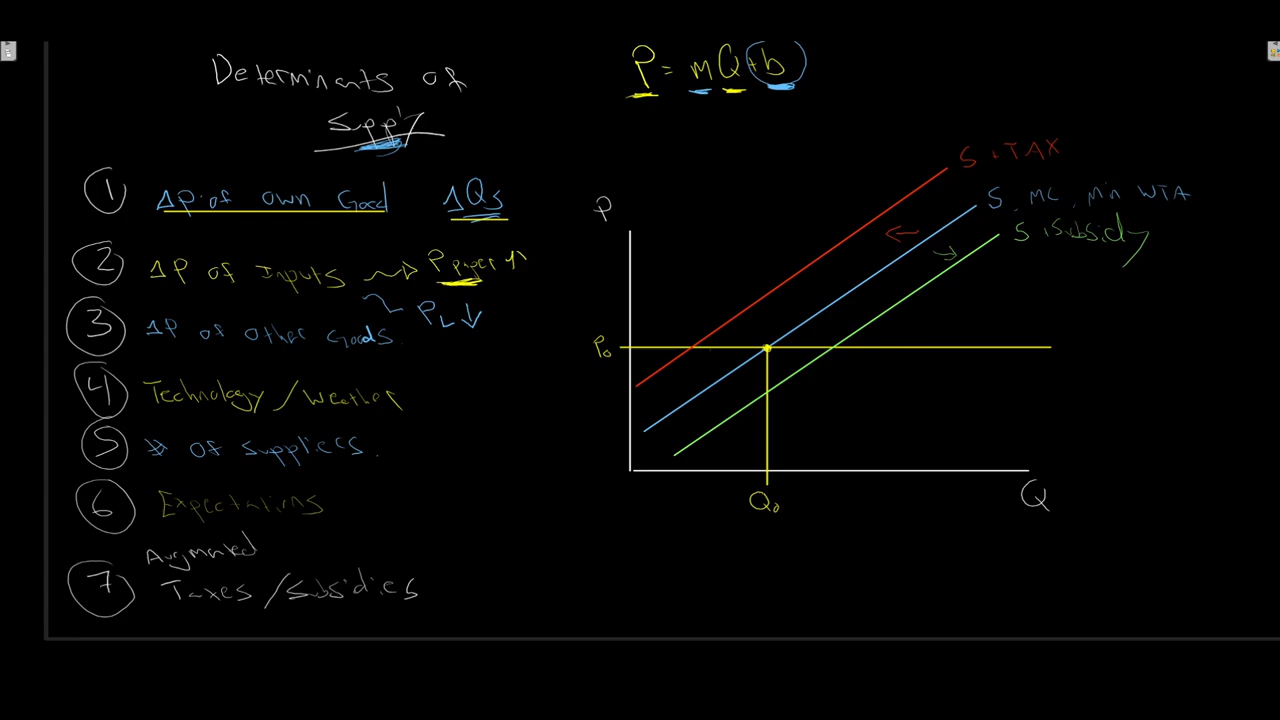 Determinants of
Supply
1 ΔP. of own Good ΔQs
2 ΔP of Inputs → P paper ↑
3 ΔP of other Goods. PL ↓
4 Technology / Weather
5 # of suppliers.
6 Expectations
Augmented
7 Taxes / subsidies
P = mQ + b
S + TAX
S, MC, Min WTA
S + Subsidy
P
P₀
Q₀
Q